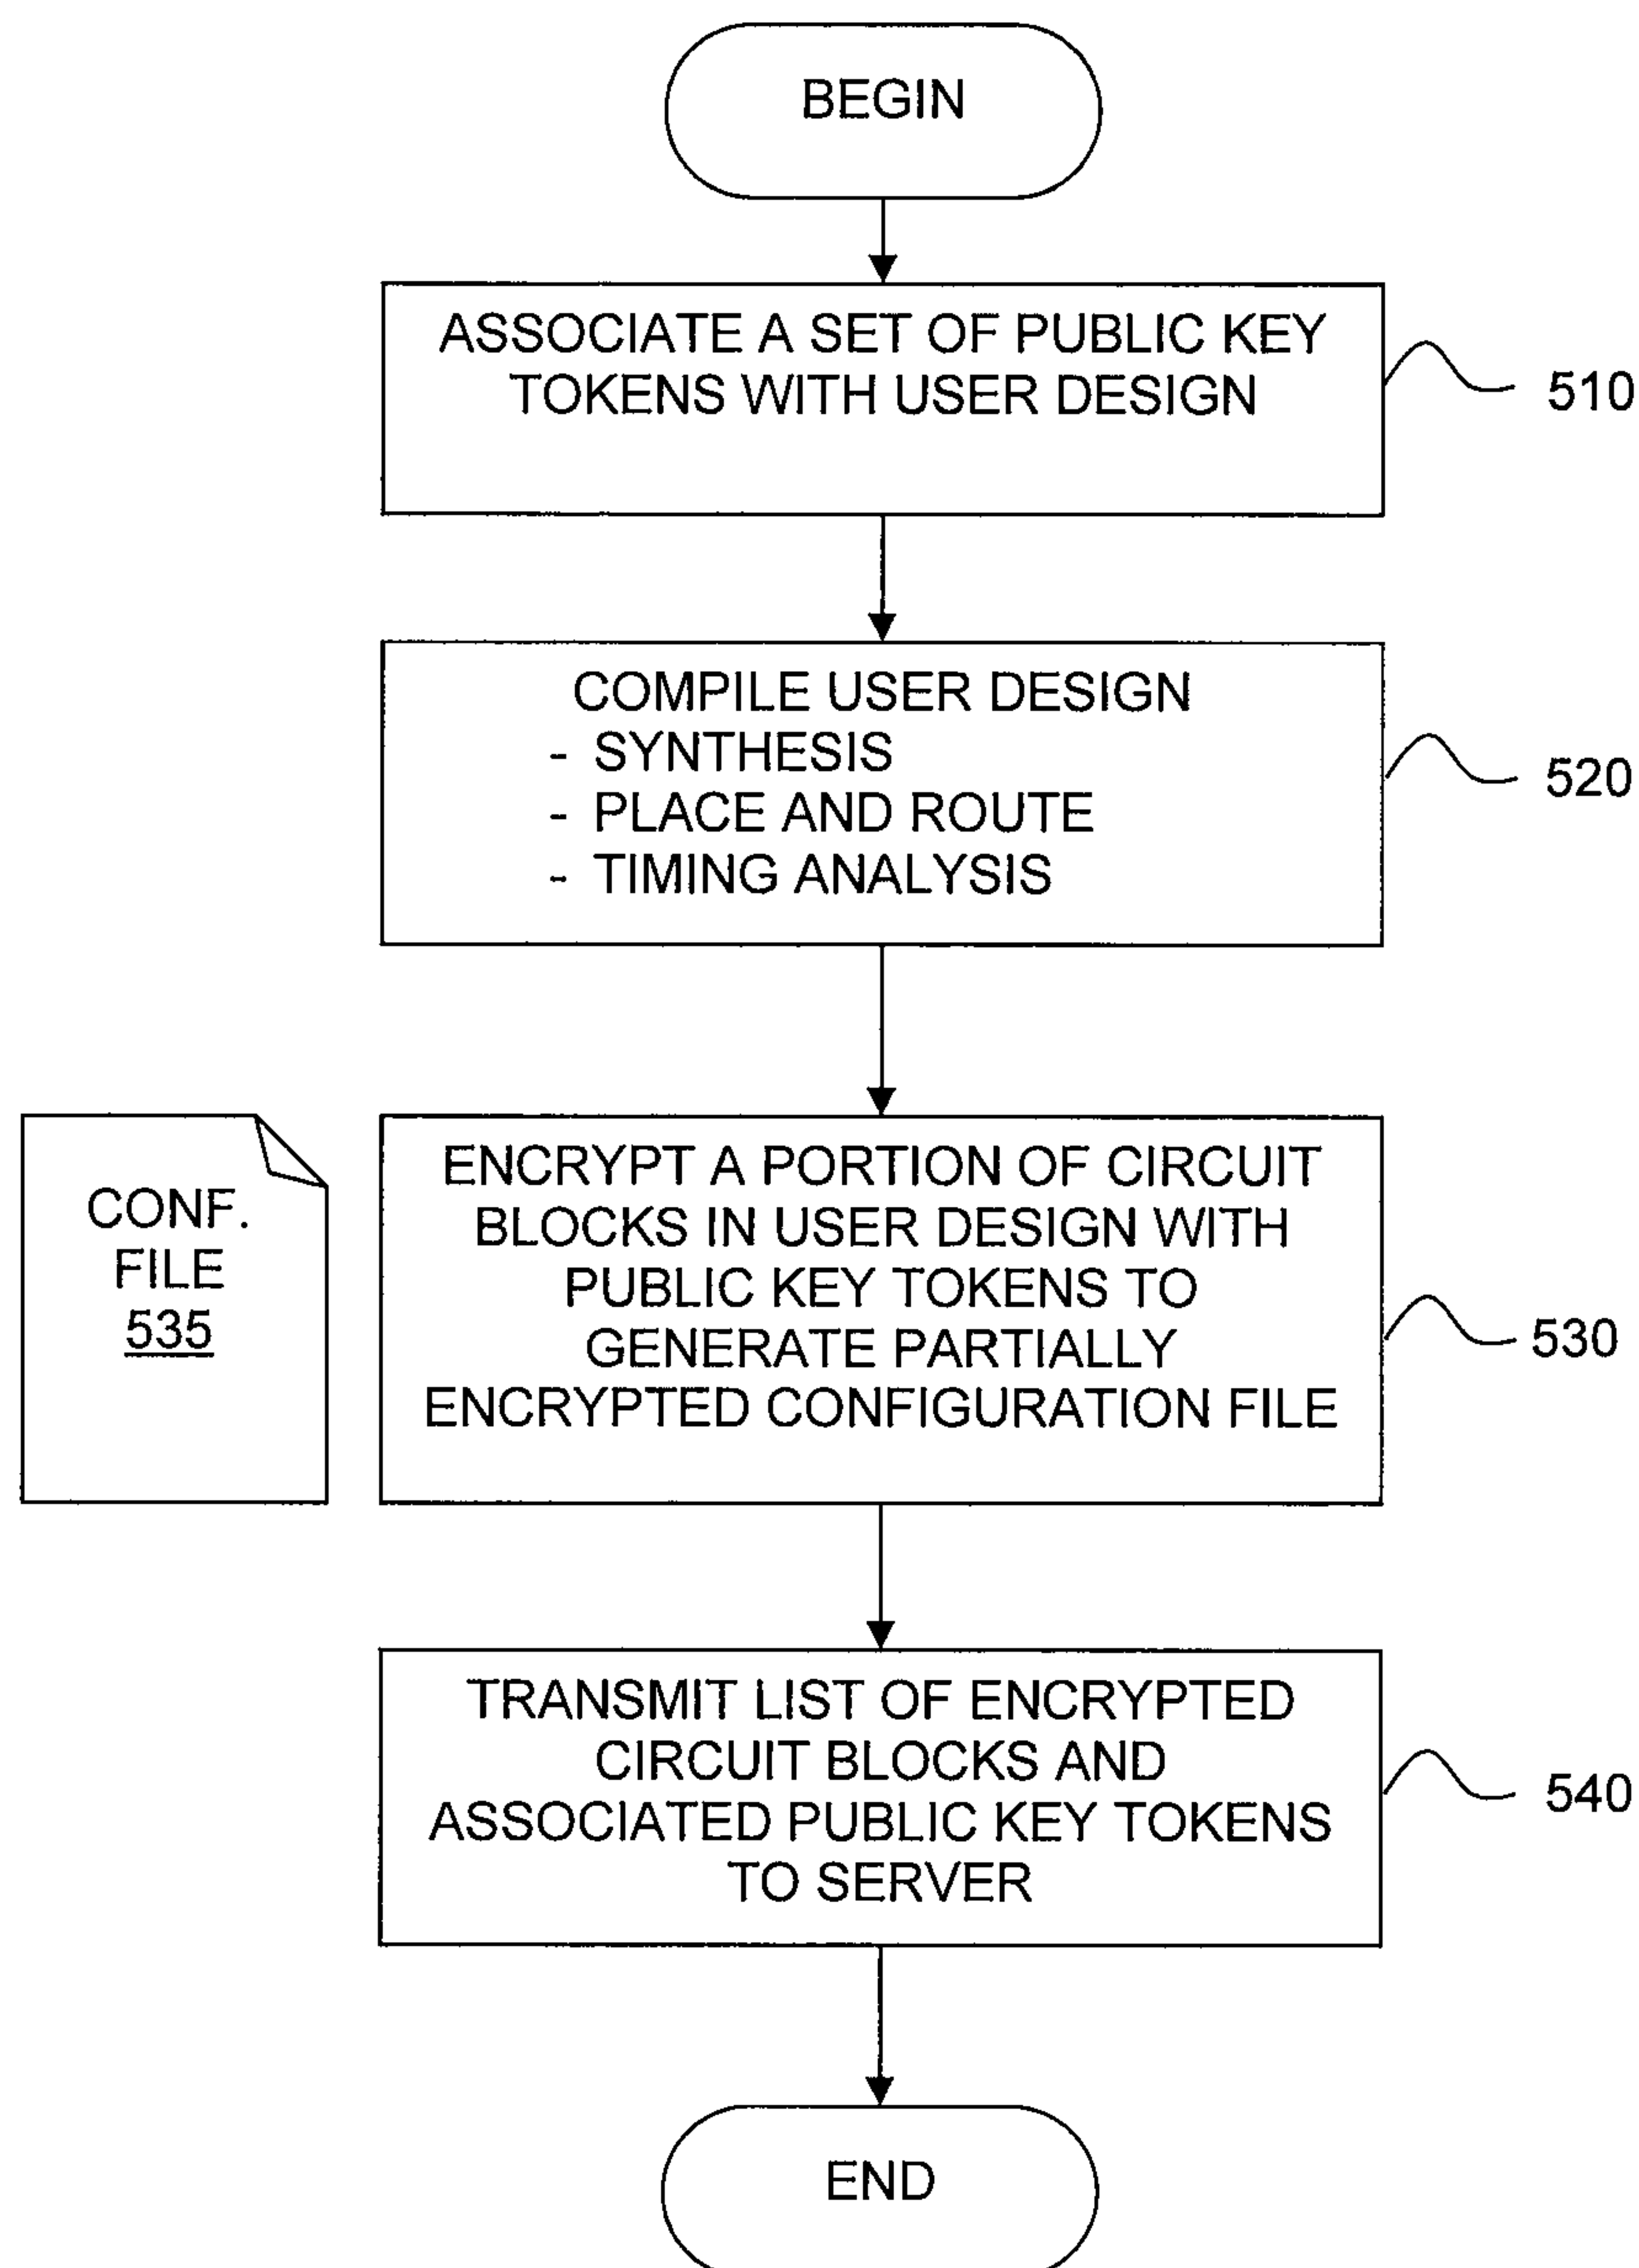 BEGIN
ASSOCIATE A SET OF PUBLIC KEY
TOKENS WITH USER DESIGN
510
COMPILE USER DESIGN
- SYNTHESIS
- PLACE AND ROUTE
- TIMING ANALYSIS
520
CONF.
FILE
535
ENCRYPT A PORTION OF CIRCUIT
BLOCKS IN USER DESIGN WITH
PUBLIC KEY TOKENS TO
GENERATE PARTIALLY
ENCRYPTED CONFIGURATION FILE
530
TRANSMIT LIST OF ENCRYPTED
CIRCUIT BLOCKS AND
ASSOCIATED PUBLIC KEY TOKENS
TO SERVER
540
END